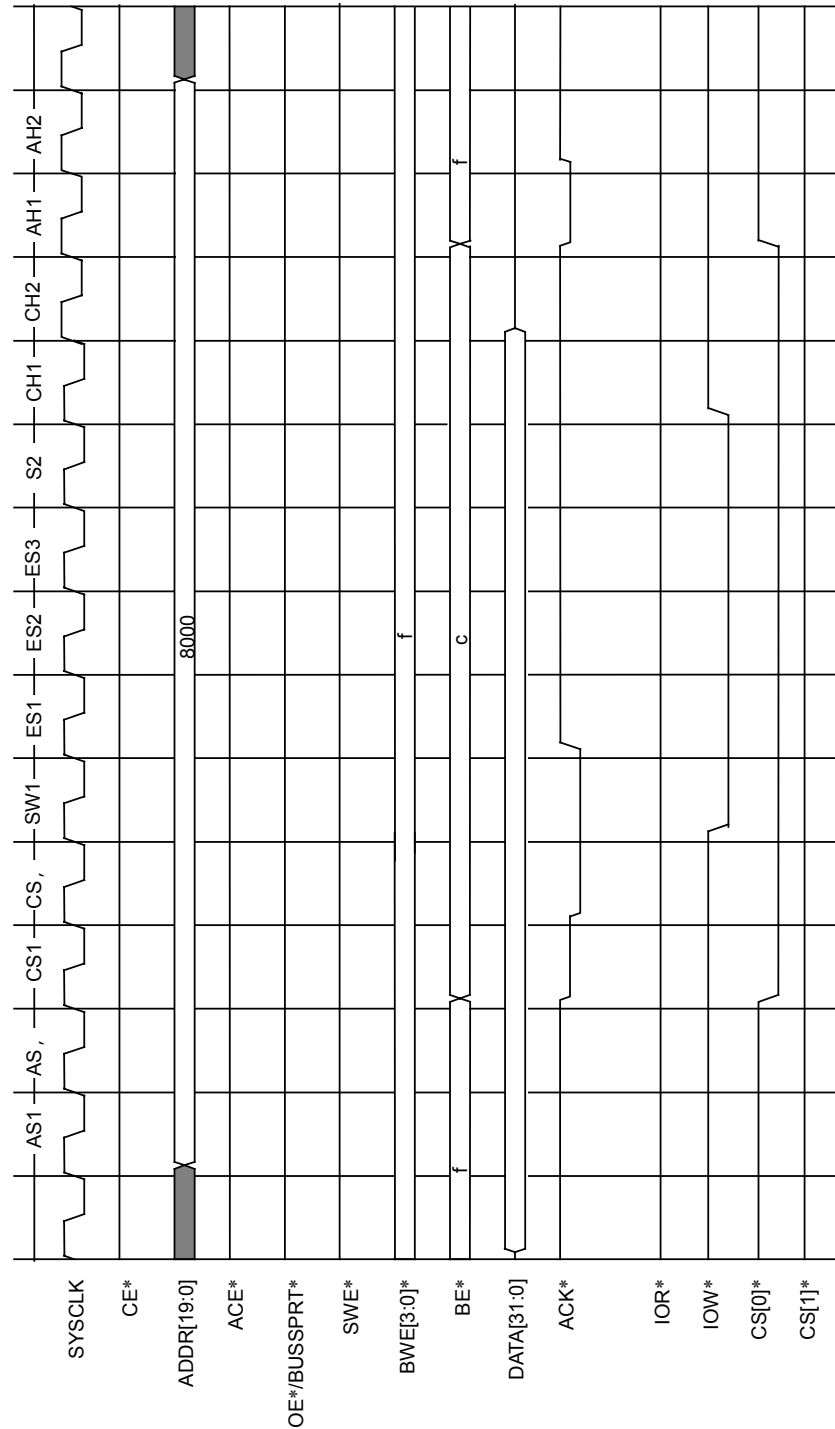 AS1 AS , CS1 CS , SW1 ES1 ES2 ES3 S2 CH1 CH2 AH1 AH2
SYSCLK
CE*
ADDR[19:0] 8000
ACE*
OE*/BUSSPRT*
SWE*
BWE[3:0]* f
BE* f c f
DATA[31:0]
ACK*
IOR*
IOW*
CS[0]*
CS[1]*